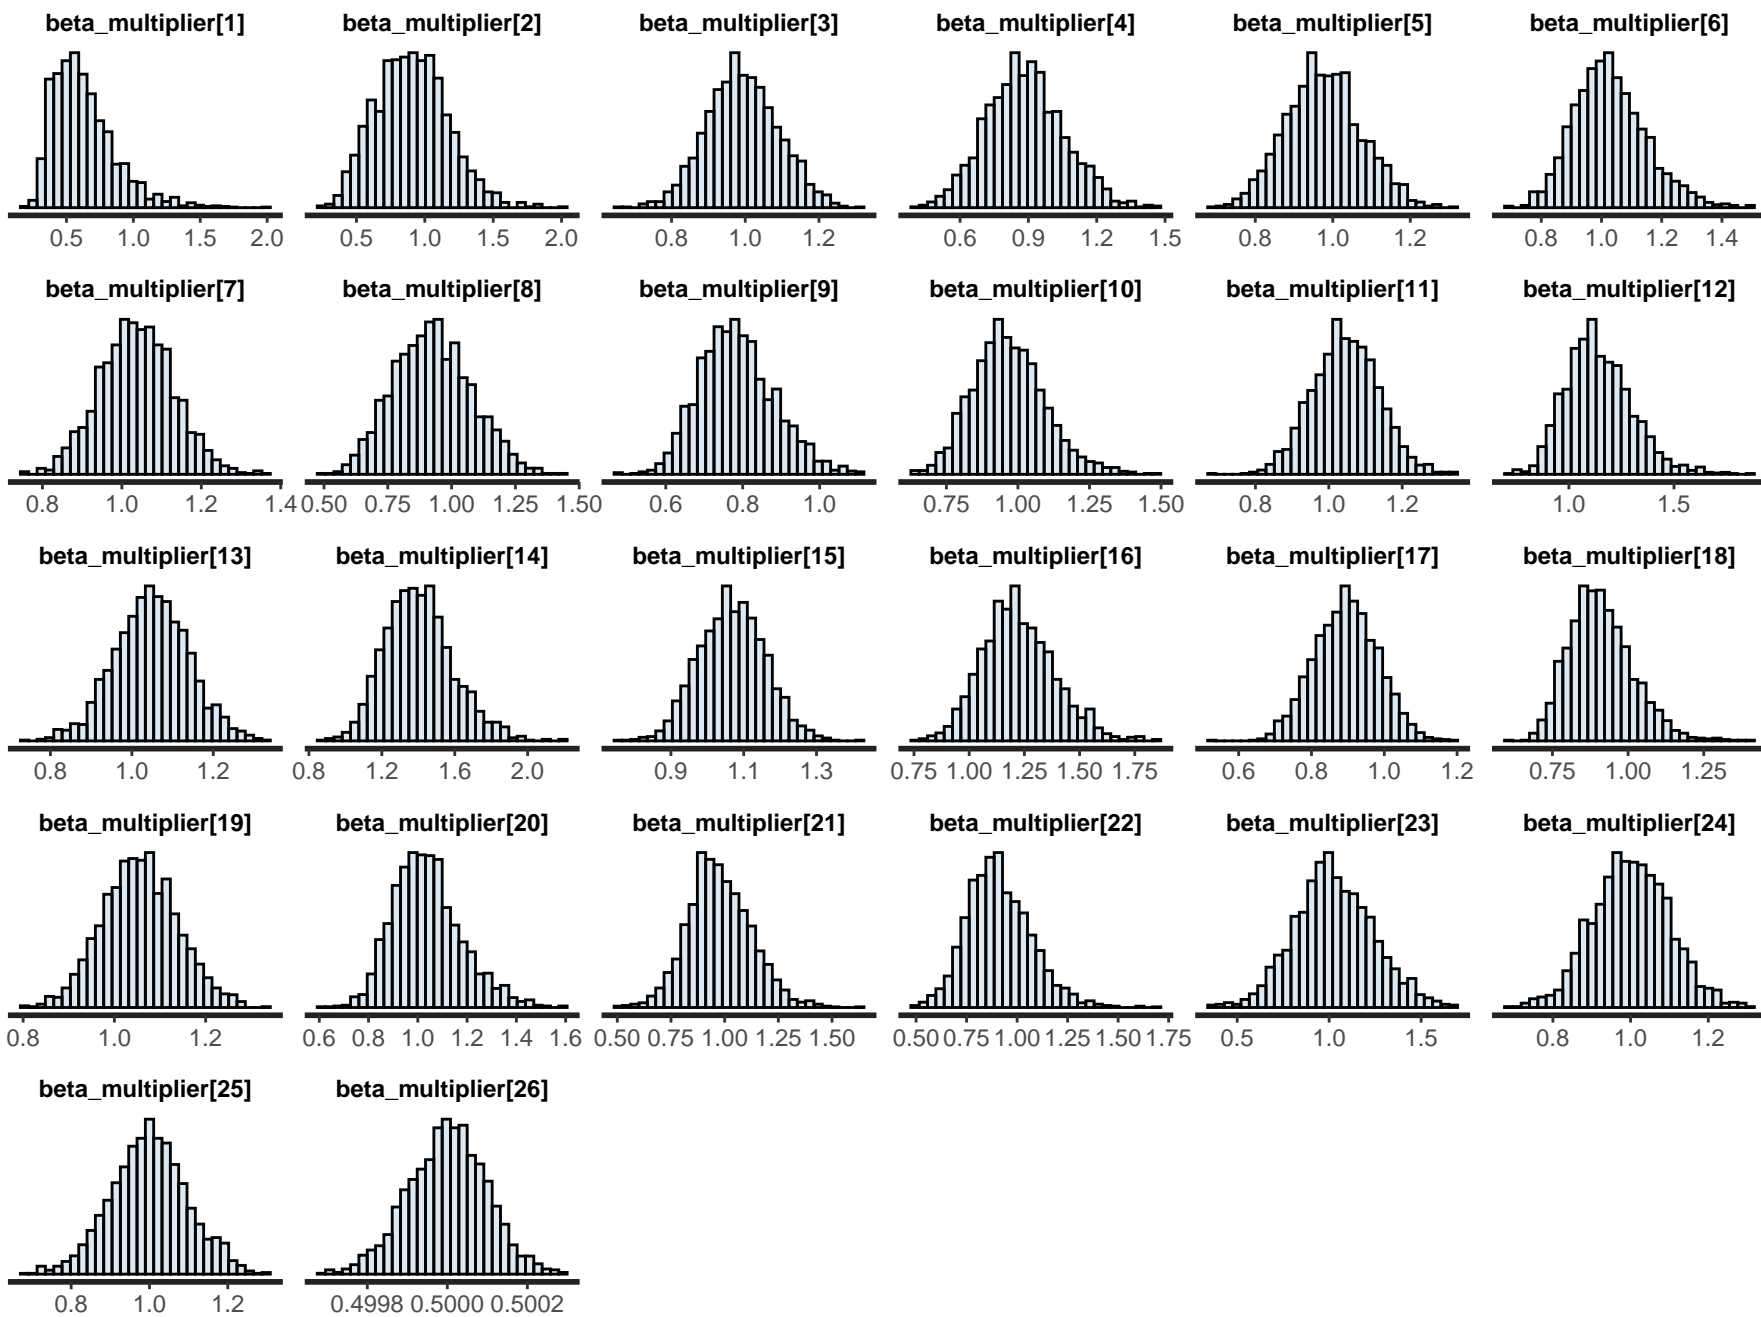 beta_multiplier[1] beta_multiplier[2] beta_multiplier[3] beta_multiplier[4] beta_multiplier[5] beta_multiplier[6]
0.5 1.0 1.5 2.0 0.5 1.0 1.5 2.0 0.8 1.0 1.2 0.6 0.9 1.2 1.5 0.8 1.0 1.2 0.8 1.0 1.2 1.4
beta_multiplier[7] beta_multiplier[8] beta_multiplier[9] beta_multiplier[10] beta_multiplier[11] beta_multiplier[12]
0.8 1.0 1.2 1.4 0.50 0.75 1.00 1.25 1.50 0.6 0.8 1.0 0.75 1.00 1.25 1.50 0.8 1.0 1.2 1.0 1.5
beta_multiplier[13] beta_multiplier[14] beta_multiplier[15] beta_multiplier[16] beta_multiplier[17] beta_multiplier[18]
0.8 1.0 1.2 0.8 1.2 1.6 2.0 0.9 1.1 1.3 0.75 1.00 1.25 1.50 1.75 0.6 0.8 1.0 1.2 0.75 1.00 1.25
beta_multiplier[19] beta_multiplier[20] beta_multiplier[21] beta_multiplier[22] beta_multiplier[23] beta_multiplier[24]
0.8 1.0 1.2 0.6 0.8 1.0 1.2 1.4 1.6 0.50 0.75 1.00 1.25 1.50 0.50 0.75 1.00 1.25 1.50 1.75 0.5 1.0 1.5 0.8 1.0 1.2
beta_multiplier[25] beta_multiplier[26]
0.8 1.0 1.2 0.4998 0.5000 0.5002